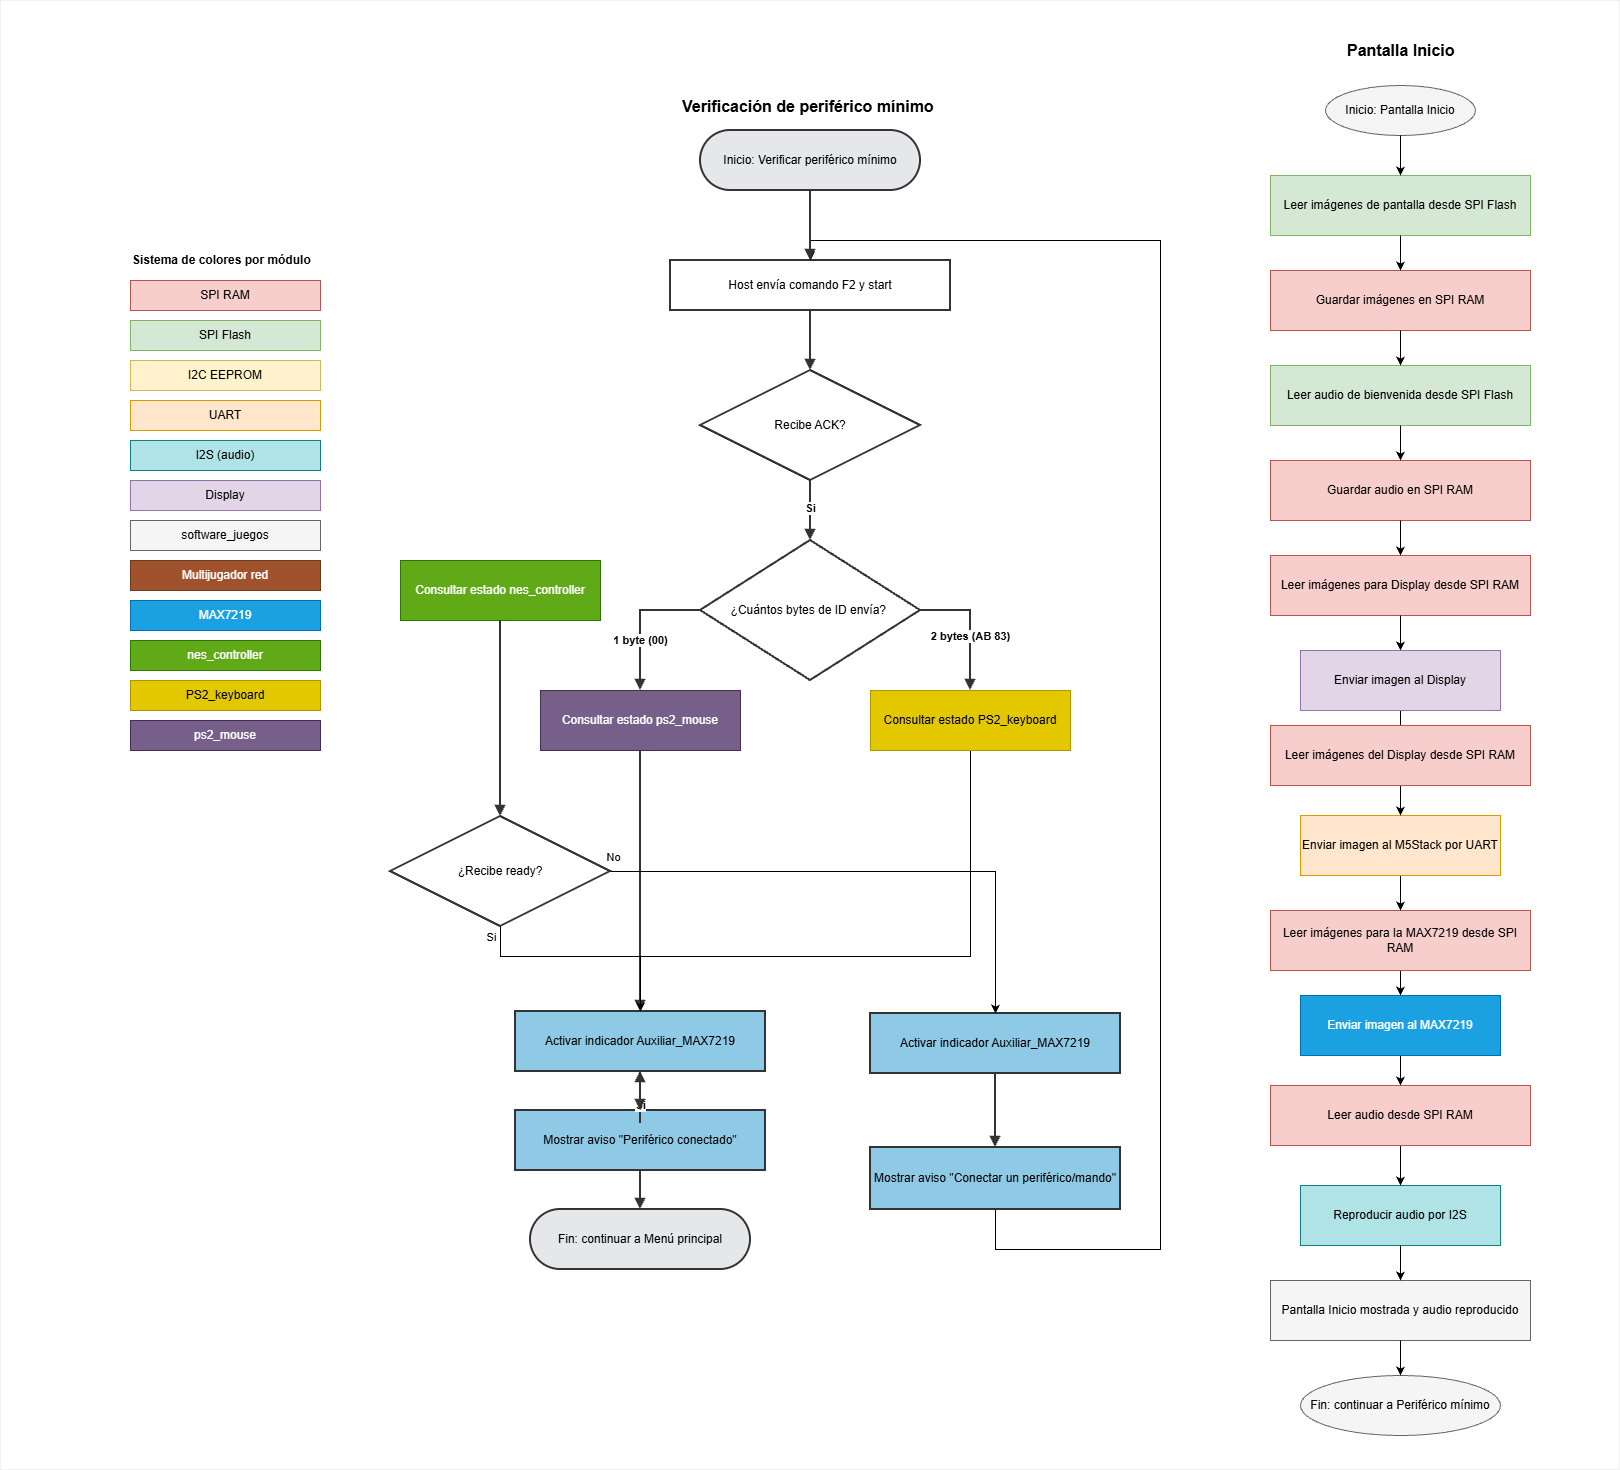 Sistema de colores por módulo
SPI RAM
SPI Flash
I2C EEPROM
UART
I2S (audio)
Display
software_juegos
Multijugador red
MAX7219
nes_controller
PS2_keyboard
ps2_mouse
Verificación de periférico mínimo
Inicio: Verificar periférico mínimo
Host envía comando F2 y start
Recibe ACK?
Si
¿Cuántos bytes de ID envía?
1 byte (00)
2 bytes (AB 83)
Consultar estado nes_controller
Consultar estado ps2_mouse
Consultar estado PS2_keyboard
¿Recibe ready?
No
Si
Activar indicador Auxiliar_MAX7219
Si
Mostrar aviso "Periférico conectado"
Fin: continuar a Menú principal
Activar indicador Auxiliar_MAX7219
Mostrar aviso "Conectar un periférico/mando"
Pantalla Inicio
Inicio: Pantalla Inicio
Leer imágenes de pantalla desde SPI Flash
Guardar imágenes en SPI RAM
Leer audio de bienvenida desde SPI Flash
Guardar audio en SPI RAM
Leer imágenes para Display desde SPI RAM
Enviar imagen al Display
Leer imágenes del Display desde SPI RAM
Enviar imagen al M5Stack por UART
Leer imágenes para la MAX7219 desde SPI
RAM
Enviar imagen al MAX7219
Leer audio desde SPI RAM
Reproducir audio por I2S
Pantalla Inicio mostrada y audio reproducido
Fin: continuar a Periférico mínimo